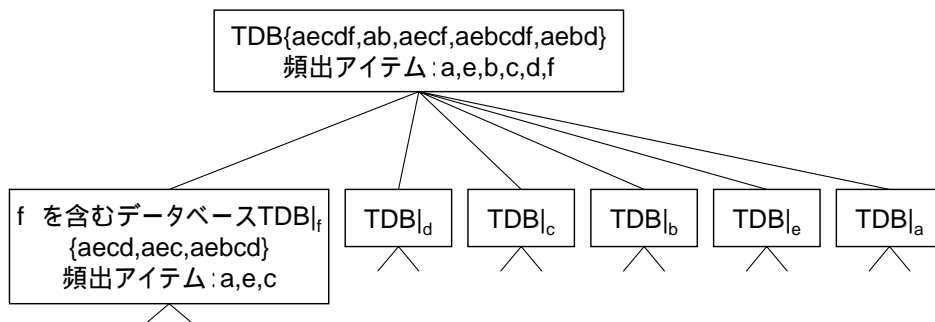 TDB{aecdf,ab,aecf,aebcdf,aebd}
頻出アイテム:a,e,b,c,d,f
f を含むデータベースTDB|f
{aecd,aec,aebcd}
頻出アイテム:a,e,c
TDB|d
TDB|c
TDB|b
TDB|e
TDB|a